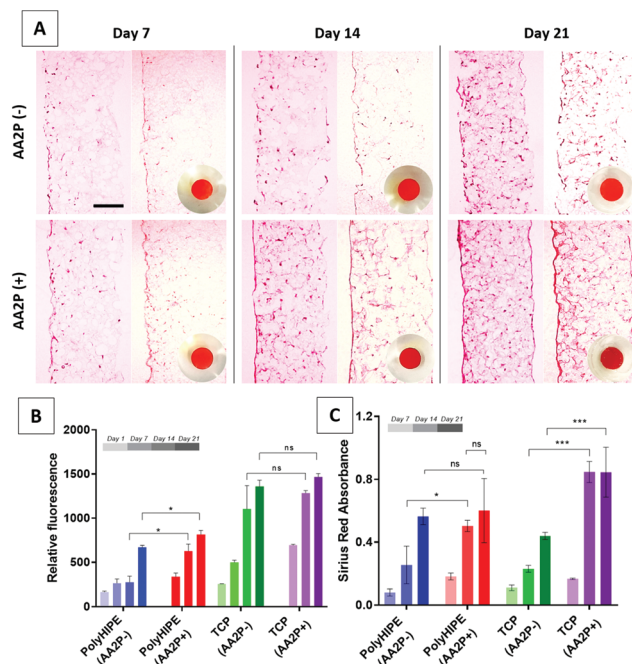 A
Day 7
Day 14
Day 21
AA2P (-)
AA2P (+)
B
Day 1 Day 7 Day 14 Day 21
Relative fluorescence
2000
1500
1000
500
0
* * ns ns
PolyHIPE (AA2P-)
PolyHIPE (AA2P+)
TCP (AA2P-)
TCP (AA2P+)
C
Day 7 Day 14 Day 21
Sirius Red Absorbance
1.2
0.8
0.4
0.0
* ns ns *** ***
PolyHIPE (AA2P-)
PolyHIPE (AA2P+)
TCP (AA2P-)
TCP (AA2P+)